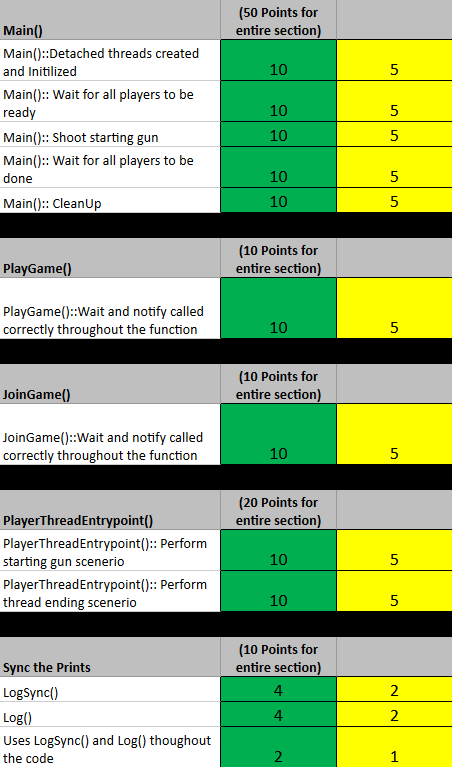 Main() (50 Points for entire section)
Main()::Detached threads created and Initilized 10 5
Main():: Wait for all players to be ready 10 5
Main():: Shoot starting gun 10 5
Main():: Wait for all players to be done 10 5
Main():: CleanUp 10 5
PlayGame() (10 Points for entire section)
PlayGame()::Wait and notify called correctly throughout the function 10 5
JoinGame() (10 Points for entire section)
JoinGame()::Wait and notify called correctly throughout the function 10 5
PlayerThreadEntrypoint() (20 Points for entire section)
PlayerThreadEntrypoint():: Perform starting gun scenerio 10 5
PlayerThreadEntrypoint():: Perform thread ending scenerio 10 5
Sync the Prints (10 Points for entire section)
LogSync() 4 2
Log() 4 2
Uses LogSync() and Log() thoughout the code 2 1